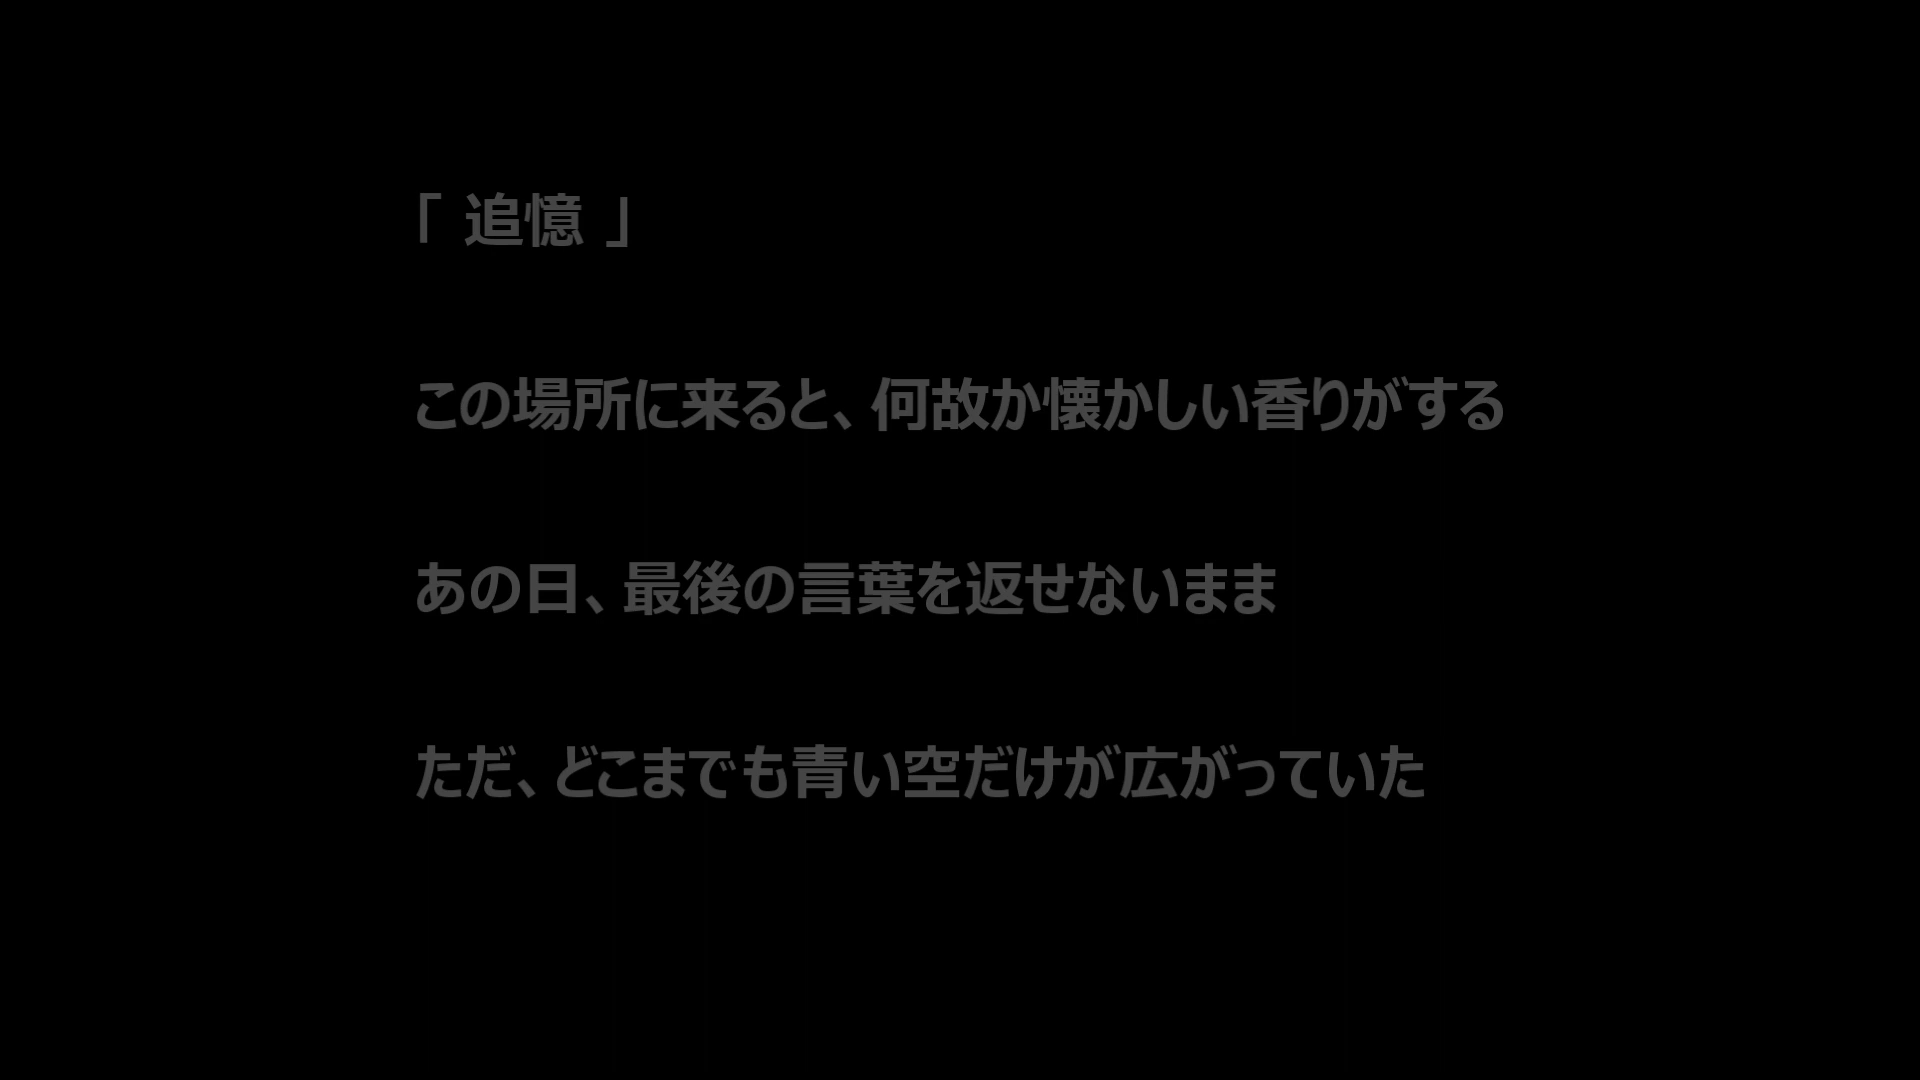 「 追憶 」
この場所に来ると、何故か懐かしい香りがする
あの日、最後の言葉を返せないまま
ただ、どこまでも青い空だけが広がっていた